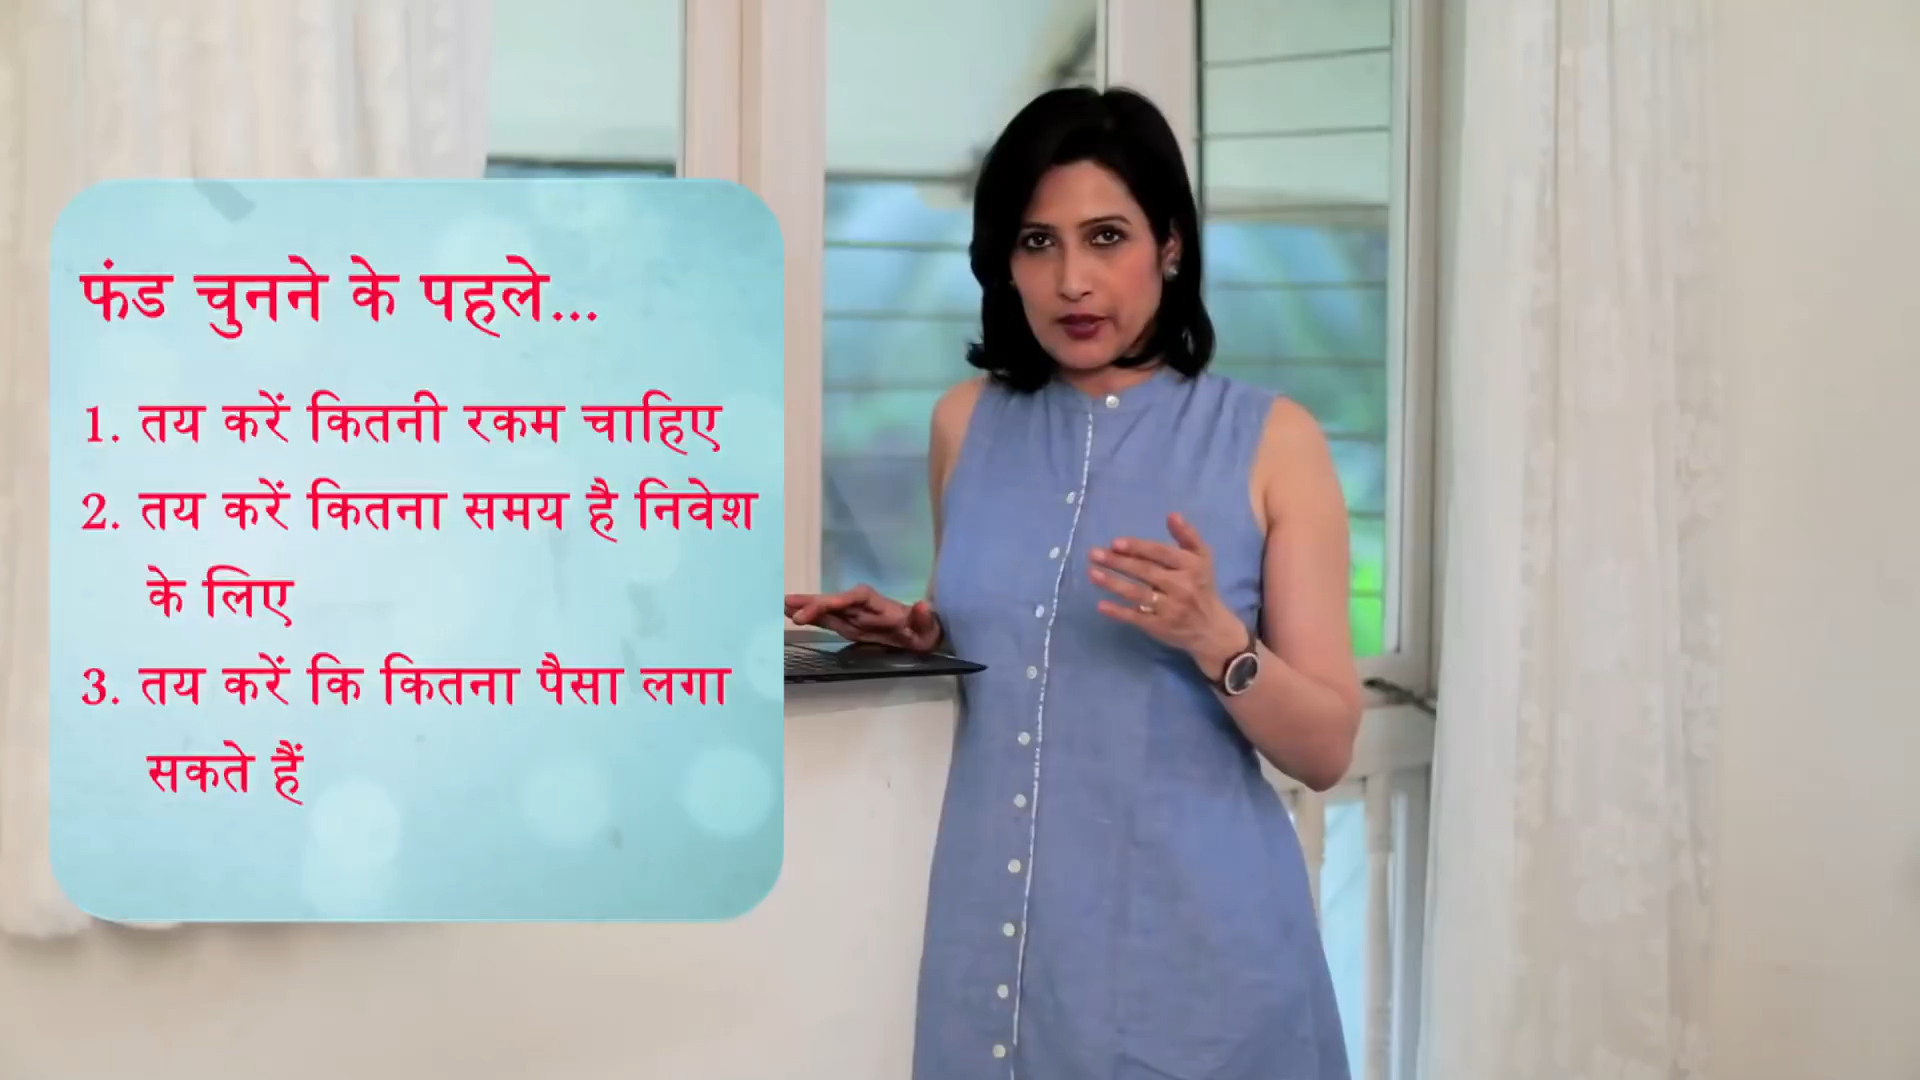 फंड चुनने के पहले...
1. तय करें कितनी रकम चाहिए
2. तय करें कितना समय है निवेश
के लिए
3. तय करें कि कितना पैसा लगा
सकते हैं